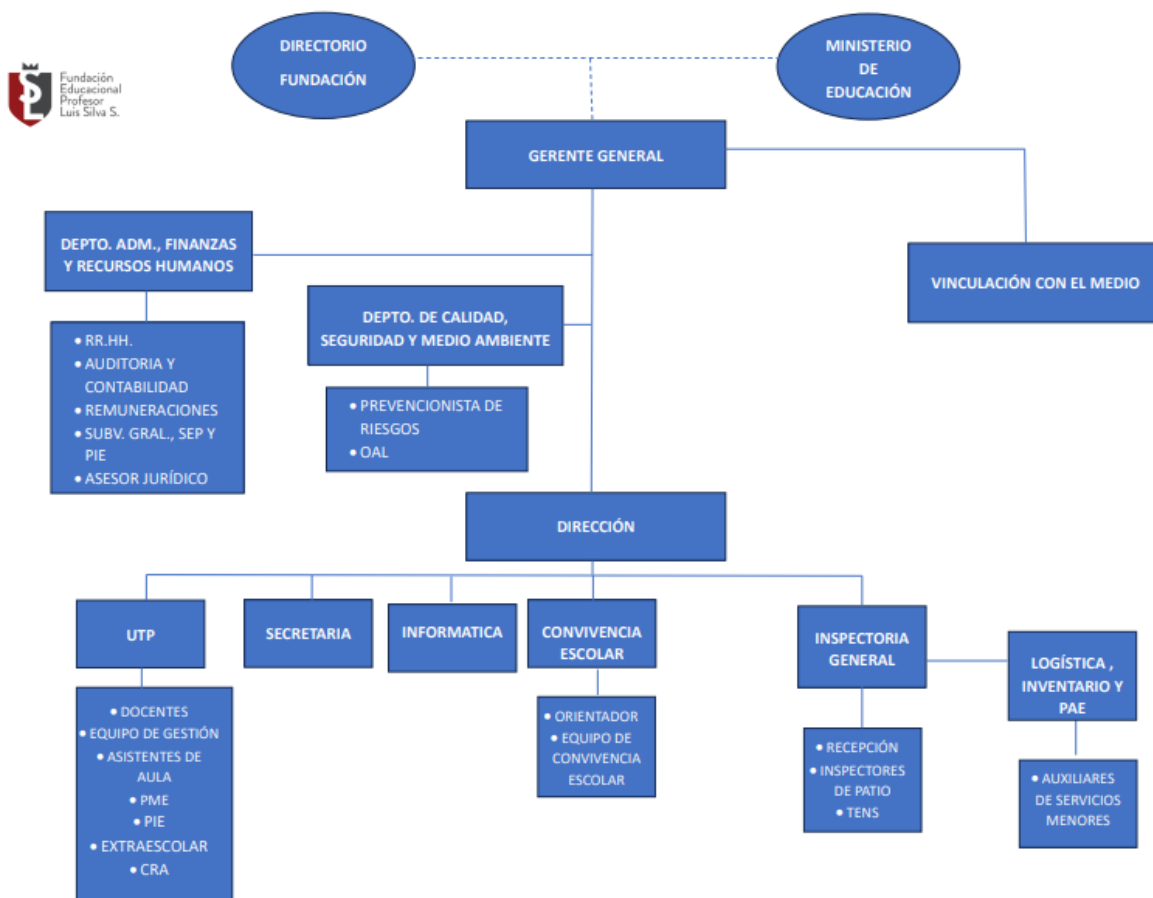 Fundación
Educacional
Profesor
Luis Silva S.
DIRECTORIO
FUNDACIÓN
MINISTERIO
DE
EDUCACIÓN
GERENTE GENERAL
DEPTO. ADM., FINANZAS
Y RECURSOS HUMANOS
VINCULACIÓN CON EL MEDIO
DEPTO. DE CALIDAD,
SEGURIDAD Y MEDIO AMBIENTE
• RR.HH.
• AUDITORIA Y
CONTABILIDAD
• REMUNERACIONES
• SUBV. GRAL., SEP Y
PIE
• ASESOR JURÍDICO
• PREVENCIONISTA DE
RIESGOS
• OAL
DIRECCIÓN
UTP
SECRETARIA
INFORMATICA
CONVIVENCIA
ESCOLAR
INSPECTORIA
GENERAL
LOGÍSTICA ,
INVENTARIO Y
PAE
• DOCENTES
• EQUIPO DE GESTIÓN
• ASISTENTES DE
AULA
• PME
• PIE
• EXTRAESCOLAR
• CRA
• ORIENTADOR
• EQUIPO DE
CONVIVENCIA
ESCOLAR
• RECEPCIÓN
• INSPECTORES
DE PATIO
• TENS
• AUXILIARES
DE SERVICIOS
MENORES